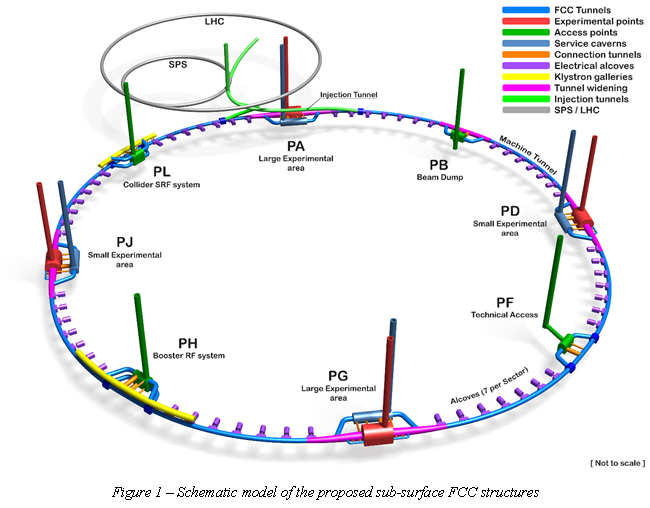 LHC
SPS
Injection Tunnel
FCC Tunnels
Experimental points
Access points
Service caverns
Connection tunnels
Electrical alcoves
Klystron galleries
Tunnel widening
Injection tunnels
SPS / LHC
PA
Large Experimental
area
PB
Beam Dump
Machine Tunnel
PL
Collider SRF system
PD
Small Experimental
area
PJ
Small Experimental
area
PF
Technical Access
PH
Booster RF system
PG
Large Experimental
area
Alcoves (7 per Sector)
[ Not to scale ]
Figure 1 – Schematic model of the proposed sub-surface FCC structures